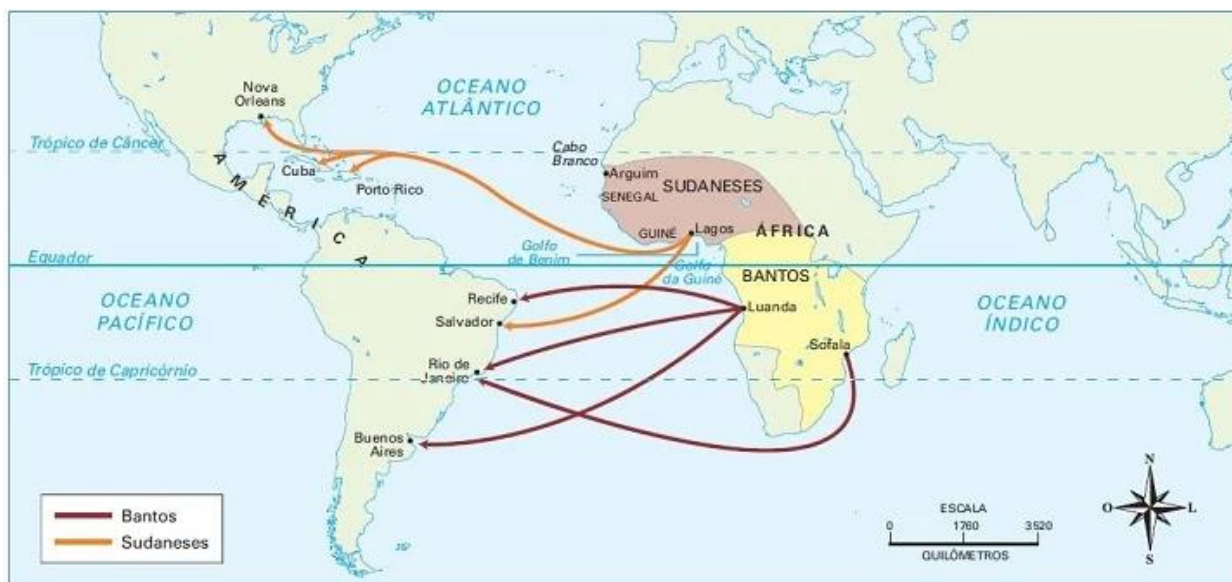 OCEANO
ATLÂNTICO
Nova
Orleans
Trópico de Câncer
Cuba
Porto Rico
AMÉRICA
Cabo
Branco
Arguim
SENEGAL
SUDANESES
GUINÉ
Lagos
ÁFRICA
Golfo
de Benim
Golfo
da Guiné
Equador
BANTOS
OCEANO
PACÍFICO
Recife
Salvador
Luanda
OCEANO
ÍNDICO
Sofala
Rio de
Janeiro
Trópico de Capricórnio
Buenos
Aires
Bantos
Sudaneses
ESCALA
0 1760 3520
QUILÔMETROS
N
O L
S